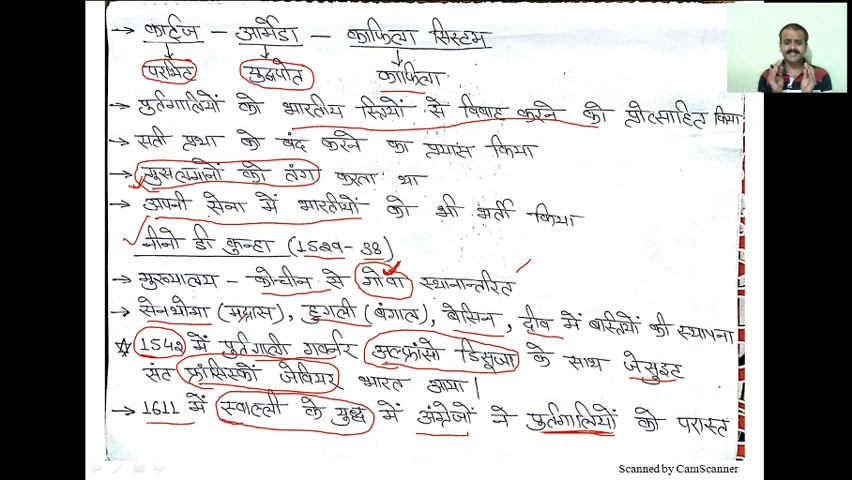 → कार्टज - आर्मेडा - काफिला सिस्टम
↓ ↓ ↓
परमिट युद्धपोत काफिला
→ पुर्तगालियों को भारतीय स्त्रियों से विवाह करने को प्रोत्साहित किया
→ सती प्रथा को बंद करने का प्रयास किया
→ मुसलमानों को तंग करता था
→ अपनी सेना में भारतीयों को भी भर्ती किया
नीनो डी कुन्हा (1529-38)
→ मुख्यालय - कोचीन से गोवा स्थानान्तरित
→ सेनथोमा (मद्रास), हुगली (बंगाल), बेसिन, दीव में बस्तियों की स्थापना
☆ 1542 में पुर्तगाली गवर्नर अल्फ्रांसो डिसूजा के साथ जेसुइट
संत फ्रांसिस्कों जेवियर भारत आया।
→ 1611 में स्वाल्ली के युद्ध में अंग्रेजों ने पुर्तगालियों को परास्त
Scanned by CamScanner